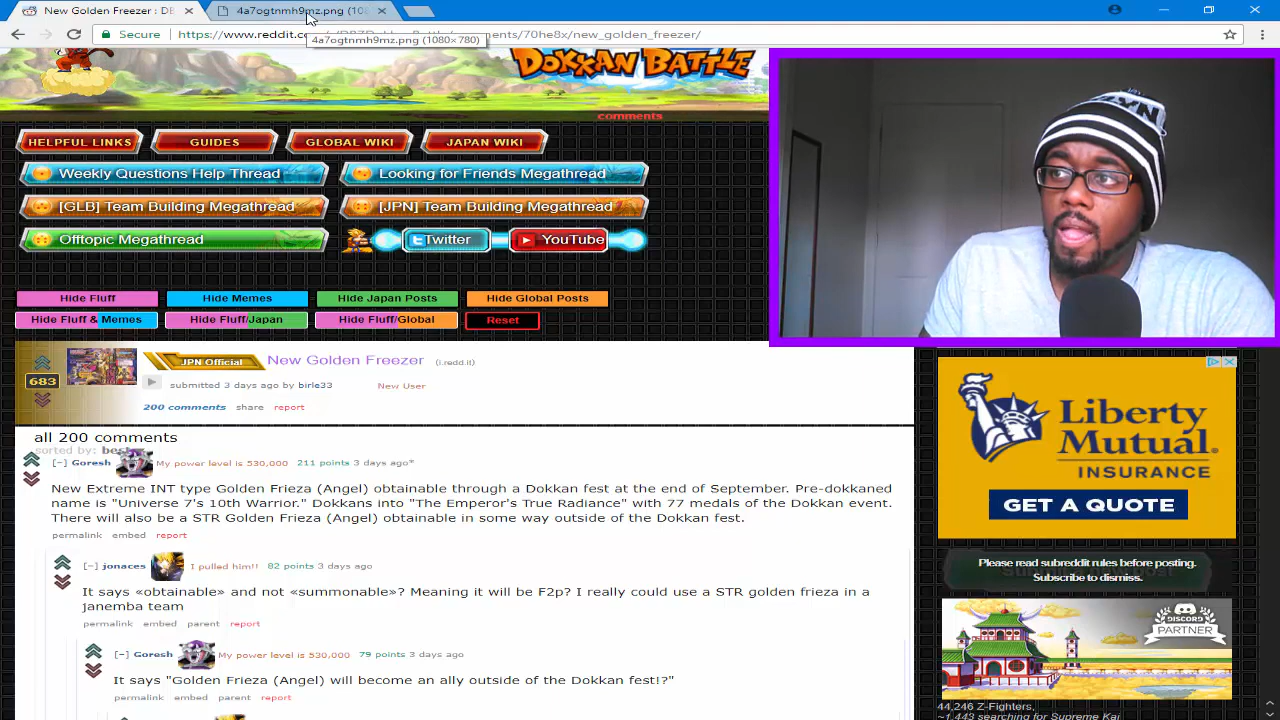 New Golden Freezer : DB
4a7ogtnmh9mz.png (108
Secure
https://www.reddit.co
comments/70he8x/new_golden_freezer/
4a7ogtnmh9mz.png (1080×780)
DOKKAN BATTLE
comments
HELPFUL LINKS
GUIDES
GLOBAL WIKI
JAPAN WIKI
Weekly Questions Help Thread
Looking for Friends Megathread
[GLB] Team Building Megathread
[JPN] Team Building Megathread
Offtopic Megathread
Twitter
YouTube
Hide Fluff
Hide Memes
Hide Japan Posts
Hide Global Posts
Hide Fluff & Memes
Hide Fluff/Japan
Hide Fluff/Global
Reset
683
JPN Official
New Golden Freezer (i.redd.it)
submitted 3 days ago by birle33 New User
200 comments share report
all 200 comments
sorted by: best
[−] Goresh My power level is 530,000 211 points 3 days ago*
New Extreme INT type Golden Frieza (Angel) obtainable through a Dokkan fest at the end of September. Pre-dokkaned
name is "Universe 7's 10th Warrior." Dokkans into "The Emperor's True Radiance" with 77 medals of the Dokkan event.
There will also be a STR Golden Frieza (Angel) obtainable in some way outside of the Dokkan fest.
permalink embed report
[−] jonaces I pulled him!! 82 points 3 days ago
It says «obtainable» and not «summonable»? Meaning it will be F2p? I really could use a STR golden frieza in a
janemba team
permalink embed parent report
[−] Goresh My power level is 530,000 79 points 3 days ago
It says "Golden Frieza (Angel) will become an ally outside of the Dokkan fest!?"
permalink embed parent report
Liberty
Mutual
INSURANCE
GET A QUOTE
Please read subreddit rules before posting.
Subscribe to dismiss.
DISCORD
PARTNER
44,246 Z-Fighters,
~1,443 searching for Supreme Kai